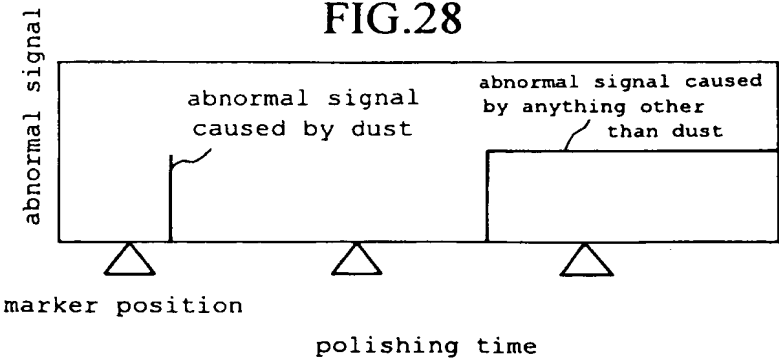 FIG.28
abnormal signal
abnormal signal
caused by dust
abnormal signal caused
by anything other
than dust
marker position
polishing time